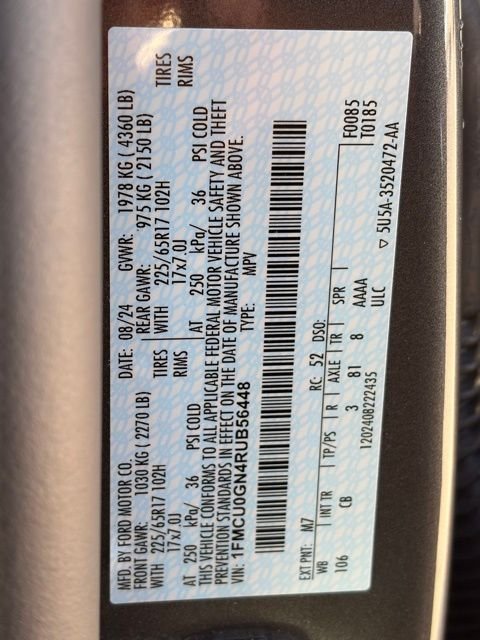 MFD. BY FORD MOTOR CO.
DATE: 08/24 GVWR: 1978 KG ( 4360 LB)
FRONT GAWR: 1030 KG ( 2270 LB) REAR GAWR: 975 KG ( 2150 LB)
WITH 225/65R17 102H TIRES WITH 225/65R17 102H TIRES
17x7.0J RIMS 17x7.0J RIMS
AT 250 kPa/ 36 PSI COLD AT 250 kPa/ 36 PSI COLD
THIS VEHICLE CONFORMS TO ALL APPLICABLE FEDERAL MOTOR VEHICLE SAFETY AND THEFT
PREVENTION STANDARDS IN EFFECT ON THE DATE OF MANUFACTURE SHOWN ABOVE.
VIN: 1FMCU0GN4RUB56448 TYPE: MPV
EXT PNT: M7 RC: 52 DSO: F0085
T0185
WB INT TR TP/PS R AXLE TR SPR
106 CB 3 81 8 AAAA
1202408222435 ULC
▽ 5U5A-3520472-AA